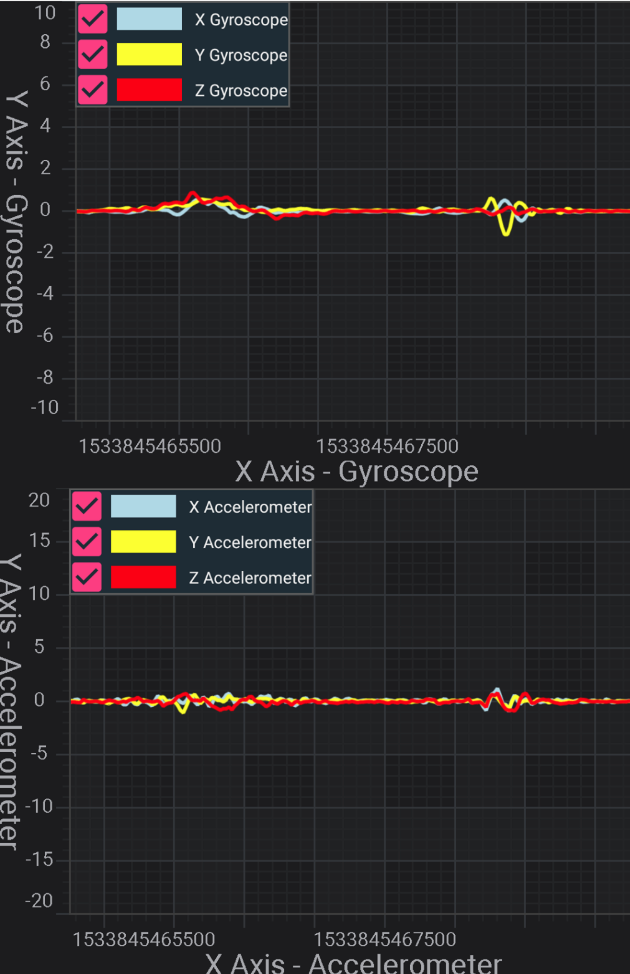 10
X Gyroscope
8
Y Gyroscope
6
Z Gyroscope
4
2
0
-2
-4
-6
-8
-10
Y Axis - Gyroscope
1533845465500
1533845467500
X Axis - Gyroscope
20
X Accelerometer
15
Y Accelerometer
Z Accelerometer
10
5
0
-5
-10
-15
-20
Y Axis - Accelerometer
1533845465500
1533845467500
X Axis - Accelerometer